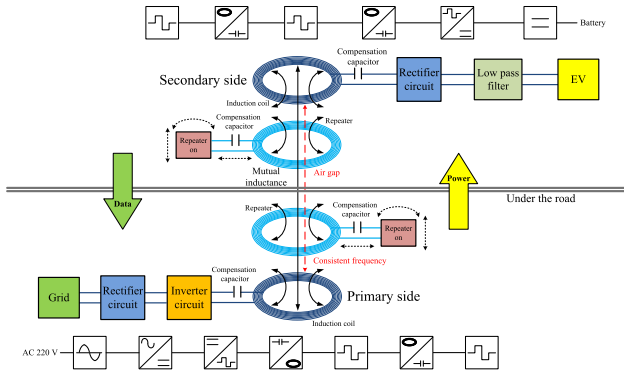 Battery
Compensation
capacitor
Secondary side
Rectifier
circuit
Low pass
filter
EV
Induction coil
Compensation
capacitor
Repeater
Repeater
on
Mutual
inductance
Air gap
Data
Power
Under the road
Repeater
Compensation
capacitor
Repeater
on
Consistent frequency
Compensation
capacitor
Grid
Rectifier
circuit
Inverter
circuit
Primary side
Induction coil
AC 220 V